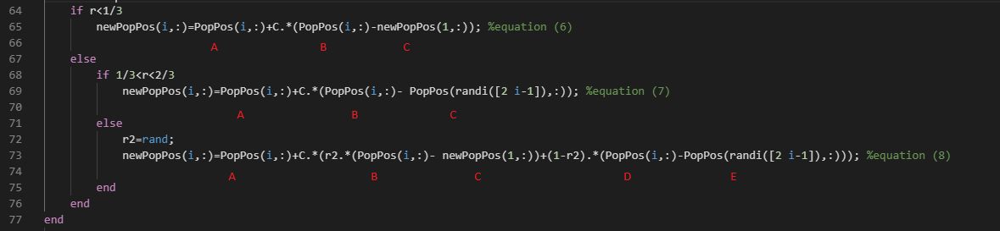 64 if r<1/3
65 newPopPos(i,:)=PopPos(i,:)+C.*(PopPos(i,:)-newPopPos(1,:)); %equation (6)
66 A B C
67 else
68 if 1/3<r<2/3
69 newPopPos(i,:)=PopPos(i,:)+C.*(PopPos(i,:)- PopPos(randi([2 i-1]),:)); %equation (7)
70 A B C
71 else
72 r2=rand;
73 newPopPos(i,:)=PopPos(i,:)+C.*(r2.*(PopPos(i,:)- newPopPos(1,:))+(1-r2).*(PopPos(i,:)-PopPos(randi([2 i-1]),:))); %equation (8)
74 A B C D E
75 end
76 end
77 end